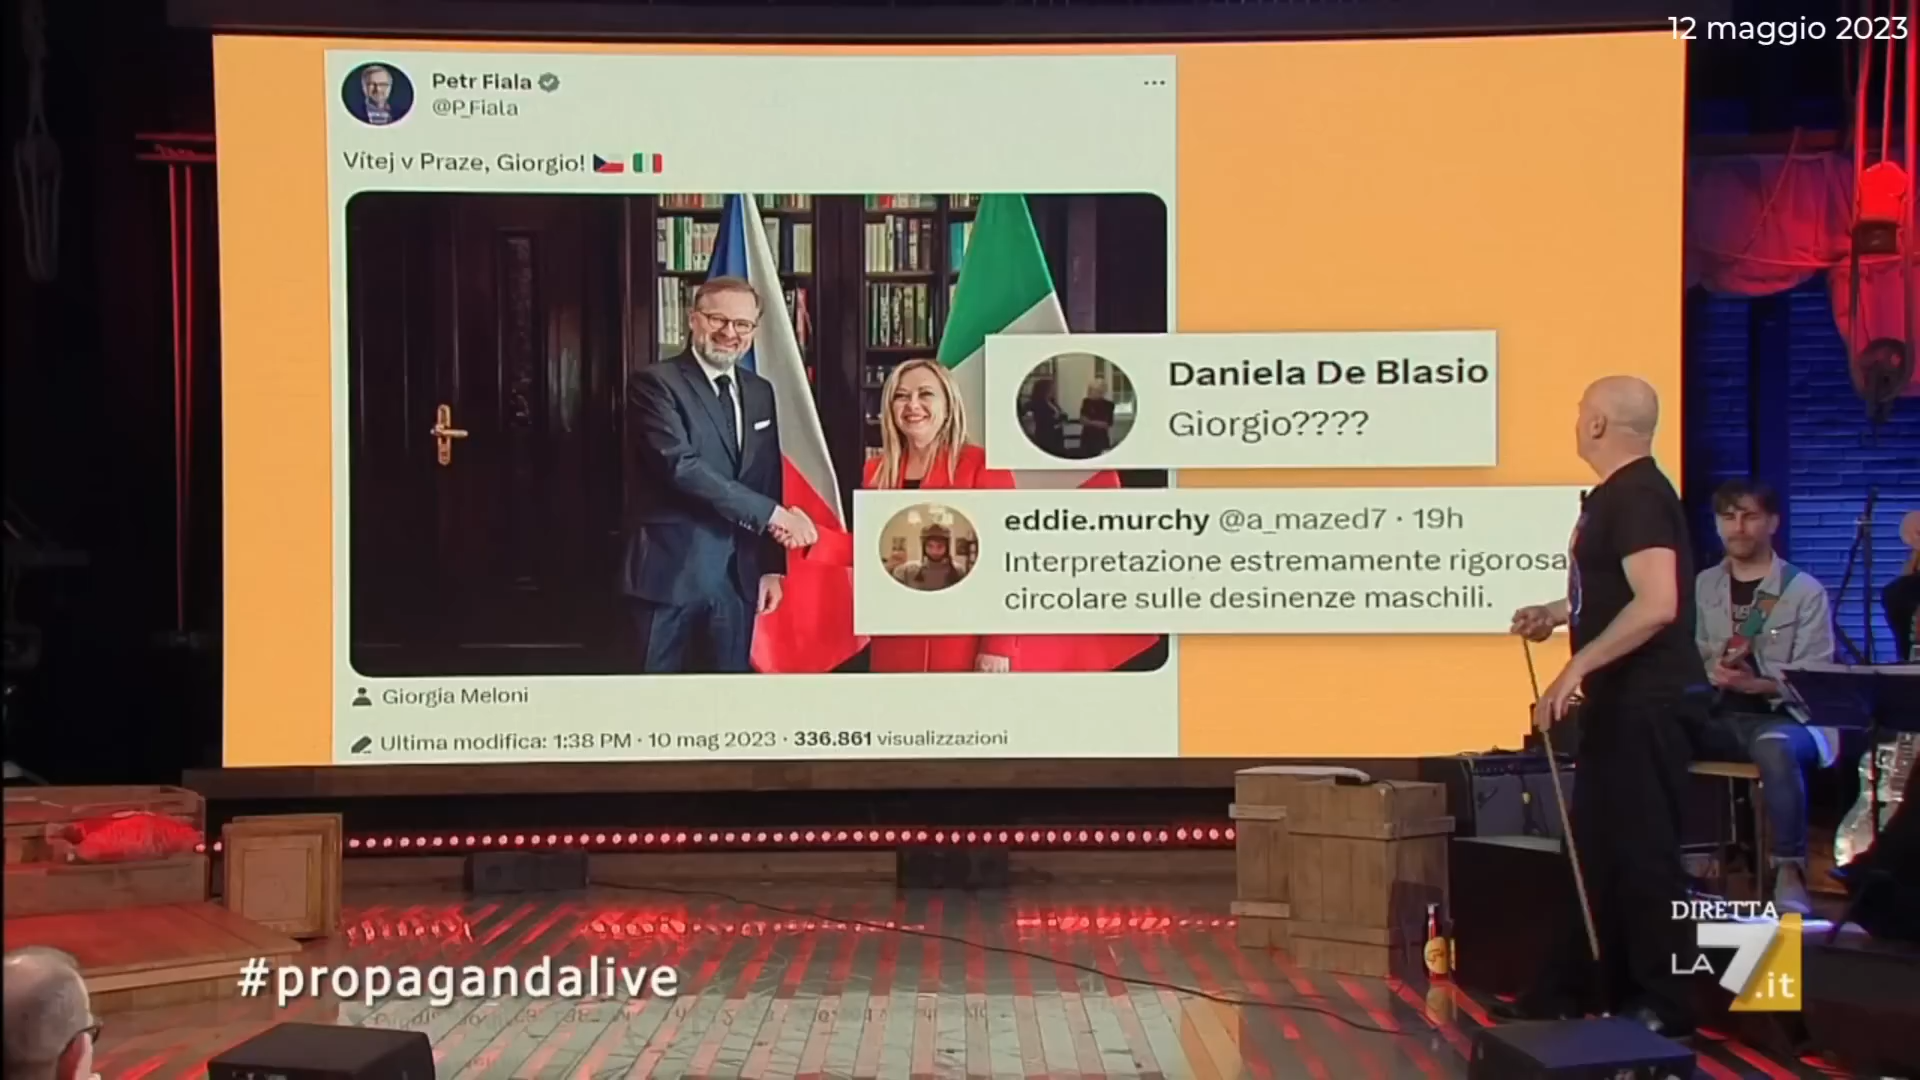 12 maggio 2023
Petr Fiala
@P_Fiala
Vítej v Praze, Giorgio!
Daniela De Blasio
Giorgio????
eddie.murchy @a_mazed7 · 19h
Interpretazione estremamente rigorosa
circolare sulle desinenze maschili.
Giorgia Meloni
Ultima modifica: 1:38 PM · 10 mag 2023 · 336.861 visualizzazioni
#propagandalive
DIRETTA
LA7.it